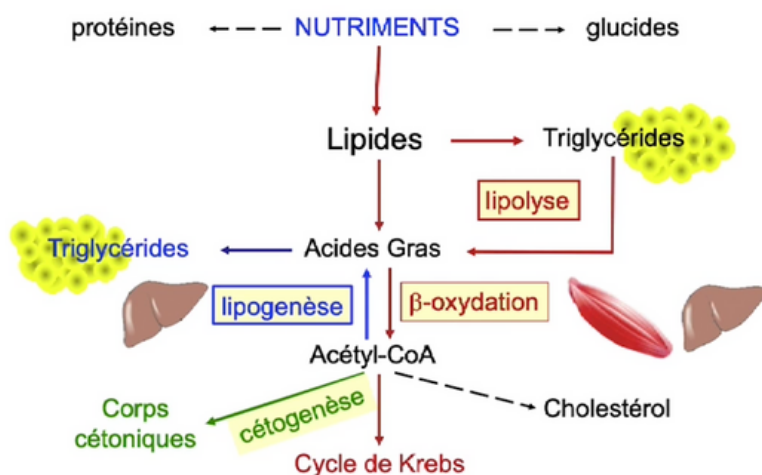 protéines
NUTRIMENTS
glucides
Lipides
Triglycérides
lipolyse
Triglycérides
Acides Gras
lipogenèse
β-oxydation
Acétyl-CoA
Corps
cétoniques
cétogenèse
Cholestérol
Cycle de Krebs